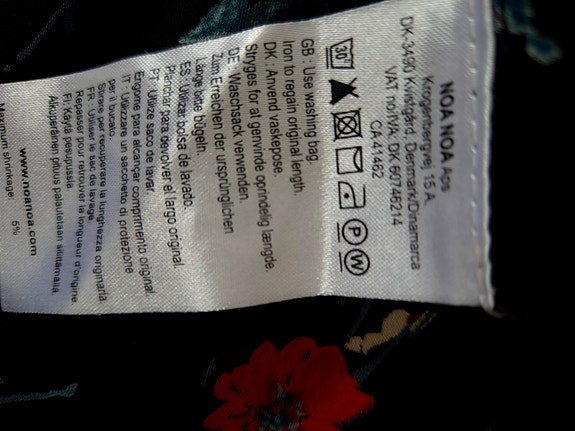 NOA NOA Aps
Krogenbergvej 15 A.
DK-3490 Kvistgård, Denmark/Dinamarca
VAT no/IVA: DK 60746214
CA 41462
30°
P W
GB : Use washing bag.
Iron to regain original length.
DK : Anvend vaskepose.
Stryges for at genvinde oprindelig længde.
DE : Waschsack verwenden.
Zum Erreichen der ursprünglichen
Länge bitte bügeln.
ES : Utilizar bolsa de lavado.
Planchar para devolver el largo original.
PT : Utilize saco de lavar.
Engome para alcançar comprimento original.
IT : Utilizzare un sacchetto di protezione
per il bucato.
Stirare per recuperare la lunghezza originaria
FR : Utiliser le sac de lavage.
Repasser pour retrouver la longueur d'origine.
FI: Käytä pesupussia
Alkuperäinen pituus palautetaan silittämällä.
www.noanoa.com
Maximum shrinkage: 5%